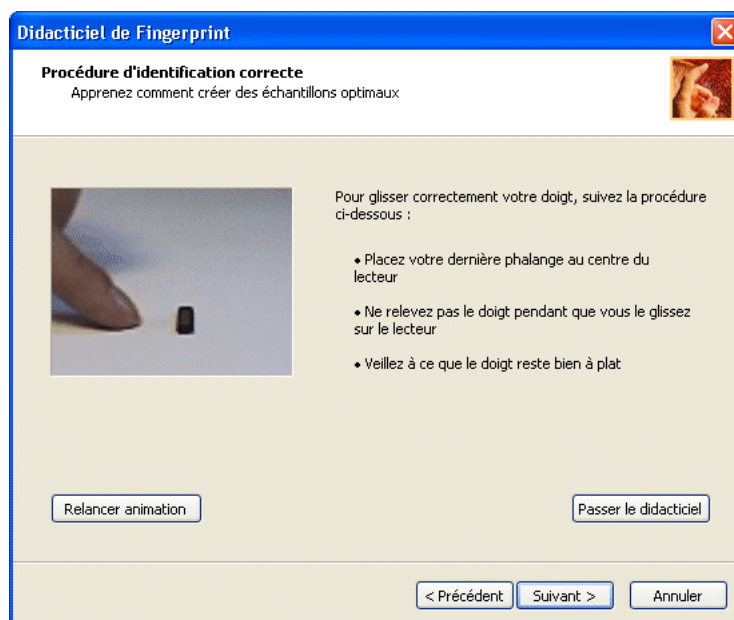 Didacticiel de Fingerprint
Procédure d'identification correcte
Apprenez comment créer des échantillons optimaux
Pour glisser correctement votre doigt, suivez la procédure
ci-dessous :
• Placez votre dernière phalange au centre du
lecteur
• Ne relevez pas le doigt pendant que vous le glissez
sur le lecteur
• Veillez à ce que le doigt reste bien à plat
Relancer animation
Passer le didacticiel
< Précédent
Suivant >
Annuler